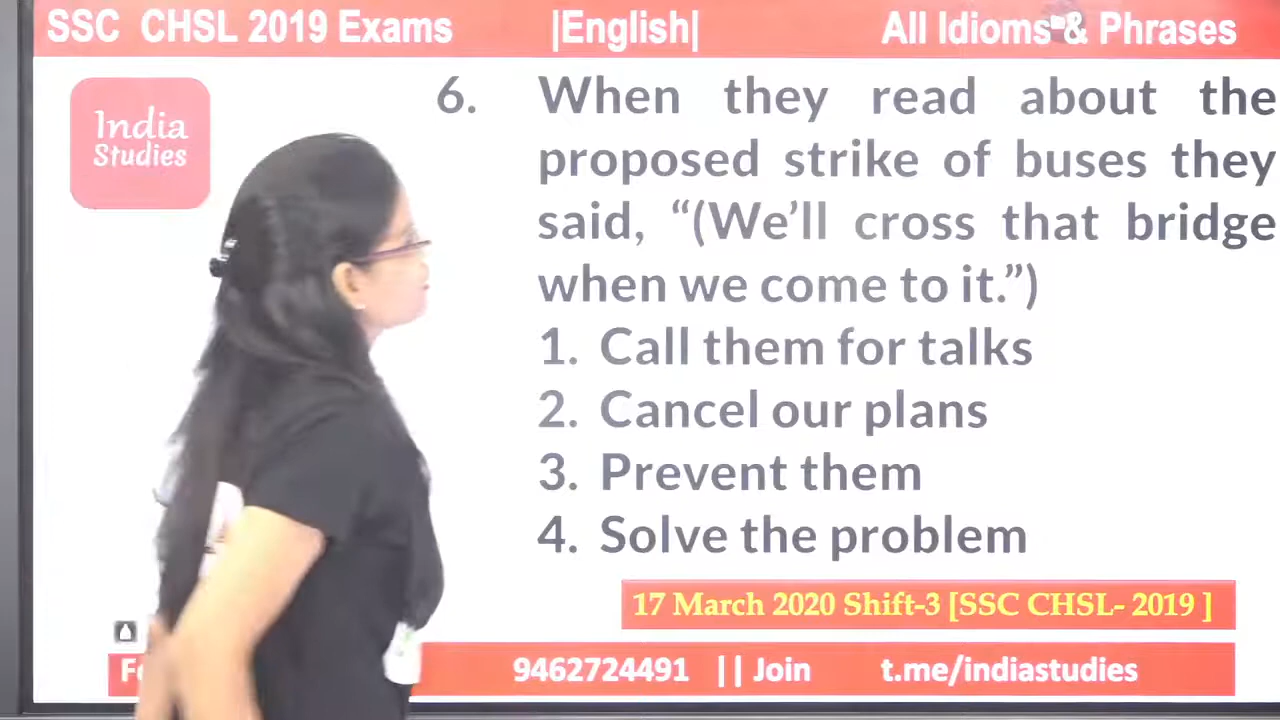 SSC CHSL 2019 Exams |English| All Idioms & Phrases
India
Studies
6. When they read about the
proposed strike of buses they
said, “(We’ll cross that bridge
when we come to it.”)
1. Call them for talks
2. Cancel our plans
3. Prevent them
4. Solve the problem
17 March 2020 Shift-3 [SSC CHSL- 2019 ]
9462724491 || Join t.me/indiastudies